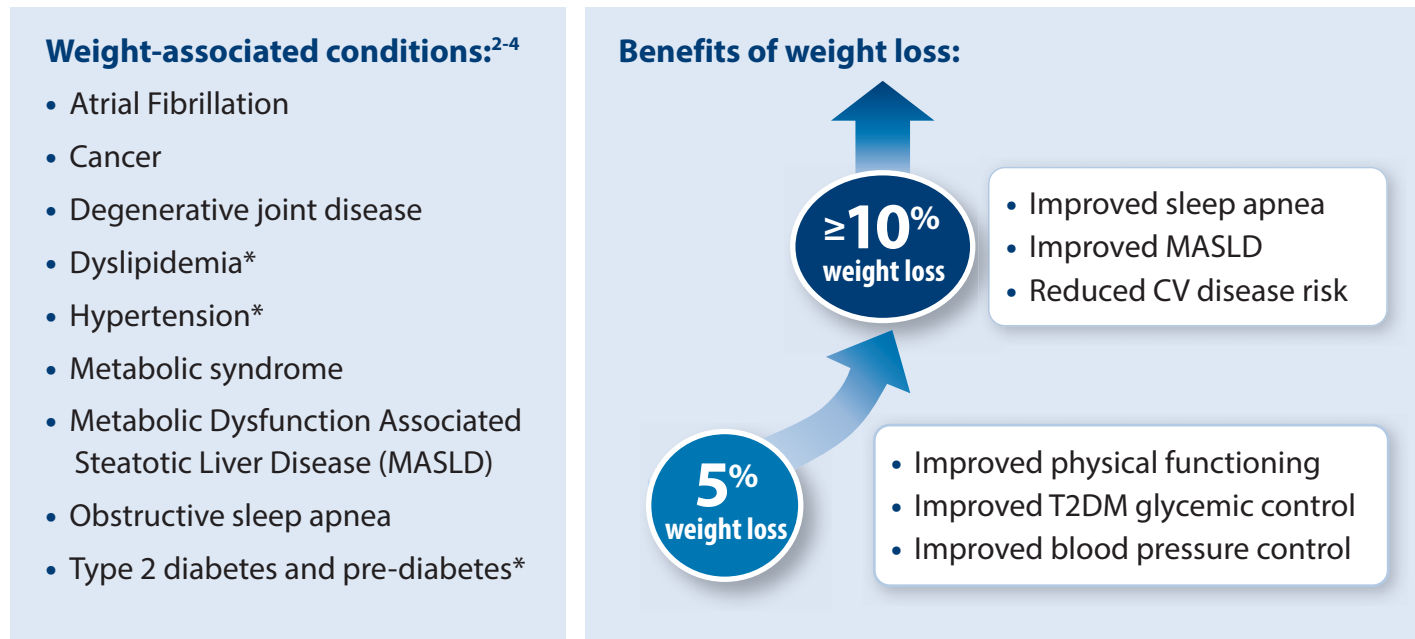 Weight-associated conditions:2-4
• Atrial Fibrillation
• Cancer
• Degenerative joint disease
• Dyslipidemia*
• Hypertension*
• Metabolic syndrome
• Metabolic Dysfunction Associated
Steatotic Liver Disease (MASLD)
• Obstructive sleep apnea
• Type 2 diabetes and pre-diabetes*
Benefits of weight loss:
≥10%
weight loss
• Improved sleep apnea
• Improved MASLD
• Reduced CV disease risk
5%
weight loss
• Improved physical functioning
• Improved T2DM glycemic control
• Improved blood pressure control